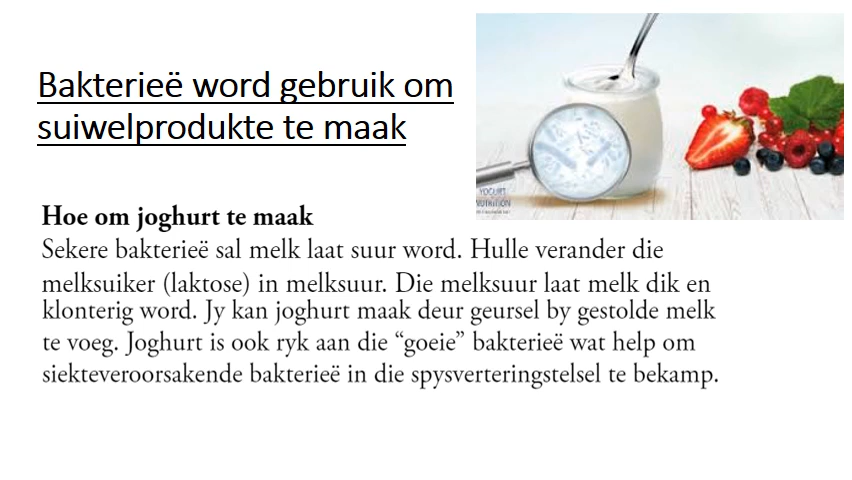 Bakterieë word gebruik om
suiwelprodukte te maak
YOGURT
NUTRITION
Hoe om joghurt te maak
Sekere bakterieë sal melk laat suur word. Hulle verander die
melksuiker (laktose) in melksuur. Die melksuur laat melk dik en
klonterig word. Jy kan joghurt maak deur geursel by gestolde melk
te voeg. Joghurt is ook ryk aan die “goeie” bakterieë wat help om
siekteveroorsakende bakterieë in die spysverteringstelsel te bekamp.